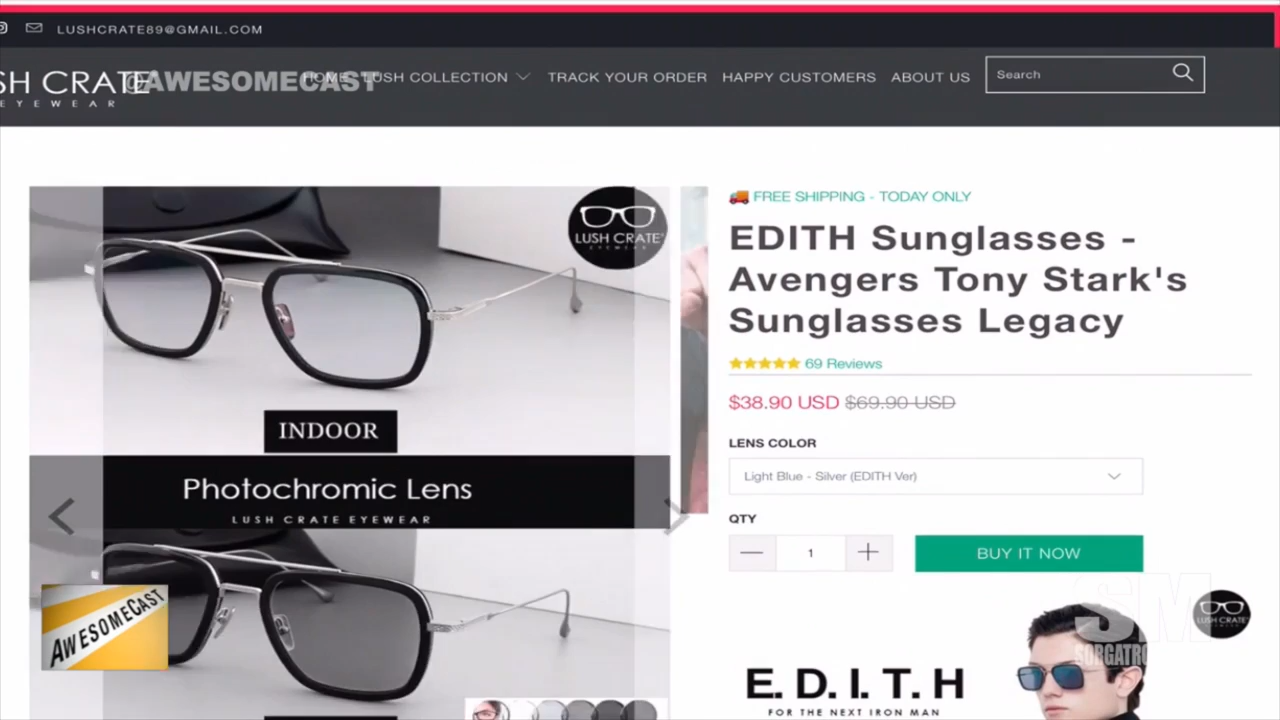 LUSHCRATE89@GMAIL.COM
SH CRATE
EYEWEAR
@AWESOMECAST
HOME
LUSH COLLECTION
TRACK YOUR ORDER
HAPPY CUSTOMERS
ABOUT US
Search
LUSH CRATE
EYEWEAR
INDOOR
Photochromic Lens
LUSH CRATE EYEWEAR
AWESOMECAST
FREE SHIPPING - TODAY ONLY
EDITH Sunglasses -
Avengers Tony Stark's
Sunglasses Legacy
69 Reviews
$38.90 USD $69.90 USD
LENS COLOR
Light Blue - Silver (EDITH Ver)
QTY
1
BUY IT NOW
E. D. I. T. H
FOR THE NEXT IRON MAN
SM
SORGATRO
LUSH CRATE